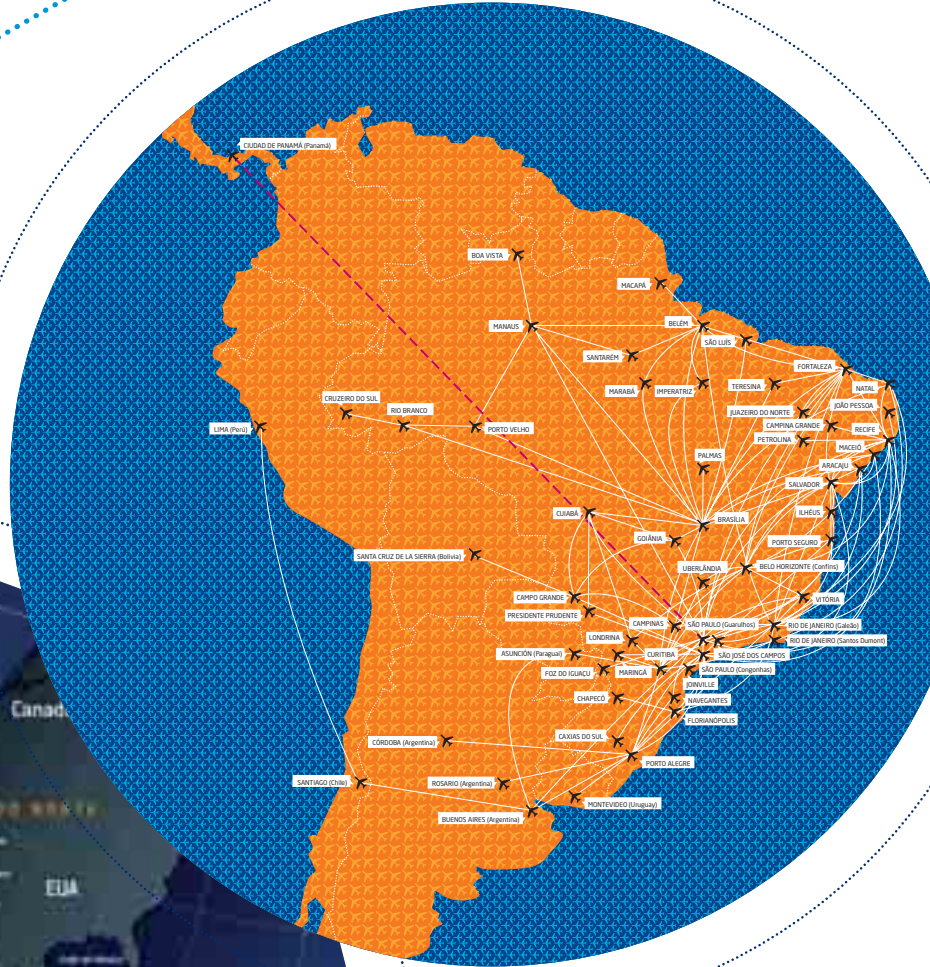 CIUDAD DE PANAMÁ (Panamá)
BOA VISTA
MACAPÁ
MANAUS
BELÉM
SÃO LUÍS
SANTARÉM
FORTALEZA
MARABÁ
IMPERATRIZ
TERESINA
NATAL
CRUZEIRO DO SUL
RIO BRANCO
JUAZEIRO DO NORTE
JOÃO PESSOA
LIMA (Perú)
PORTO VELHO
CAMPINA GRANDE
RECIFE
PETROLINA
MACEIÓ
PALMAS
ARACAJU
SALVADOR
CUIABÁ
BRASÍLIA
ILHÉUS
GOIÂNIA
PORTO SEGURO
SANTA CRUZ DE LA SIERRA (Bolivia)
UBERLÂNDIA
BELO HORIZONTE (Confins)
CAMPO GRANDE
VITÓRIA
PRESIDENTE PRUDENTE
CAMPINAS
SÃO PAULO (Guarulhos)
RIO DE JANEIRO (Galeão)
LONDRINA
RIO DE JANEIRO (Santos Dumont)
ASUNCIÓN (Paraguai)
CURITIBA
SÃO JOSÉ DOS CAMPOS
FOZ DO IGUAÇU
MARINGÁ
SÃO PAULO (Congonhas)
JOINVILLE
CHAPECÓ
NAVEGANTES
FLORIANÓPOLIS
CAXIAS DO SUL
CÓRDOBA (Argentina)
PORTO ALEGRE
SANTIAGO (Chile)
ROSARIO (Argentina)
MONTEVIDEO (Uruguay)
BUENOS AIRES (Argentina)
Canad
EUA